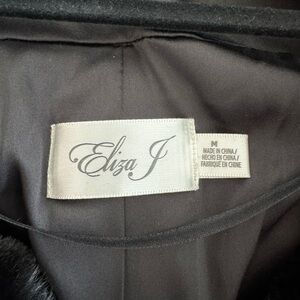 Eliza J
M
MADE IN CHINA/
HECHO EN CHINA/
FABRIQUÉ EN CHINE